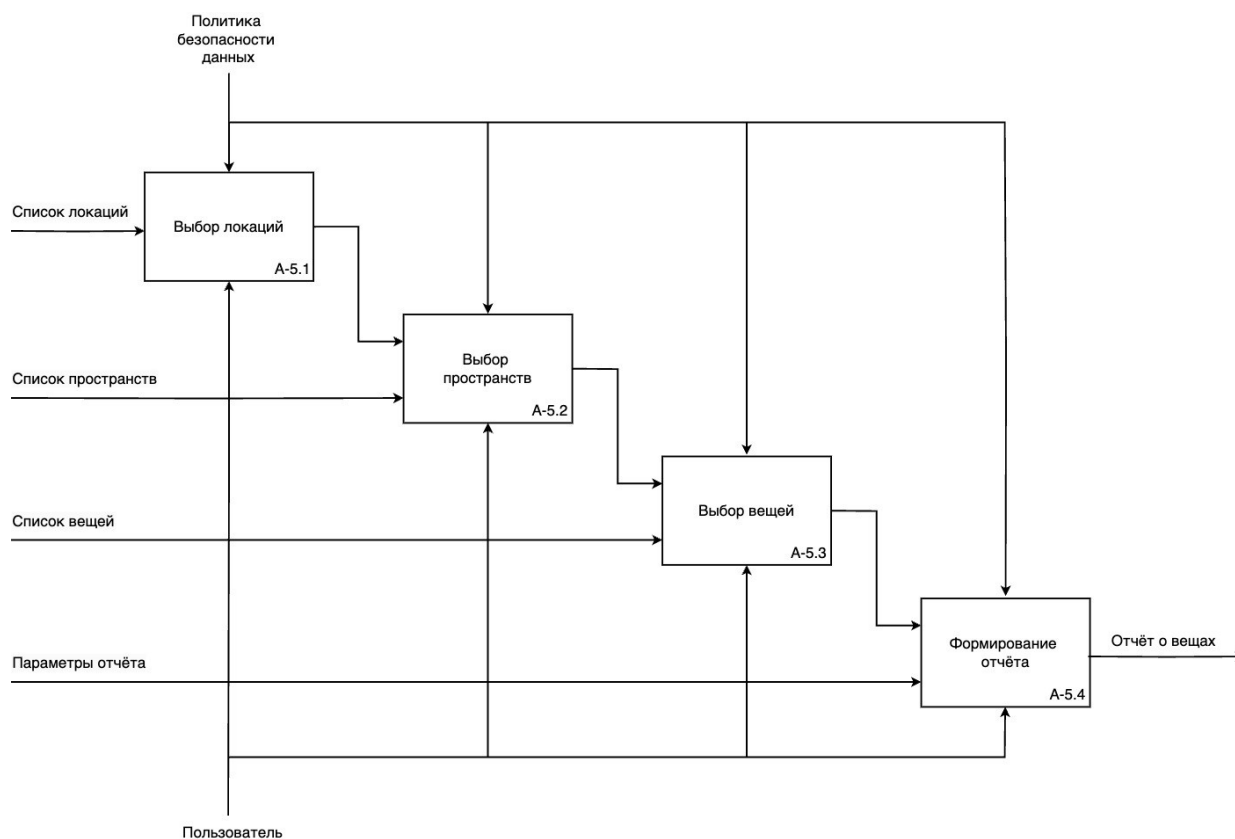 Политика
безопасности
данных
Список локаций
Выбор локаций
А-5.1
Список пространств
Выбор
пространств
А-5.2
Список вещей
Выбор вещей
А-5.3
Параметры отчёта
Формирование
отчёта
А-5.4
Отчёт о вещах
Пользователь